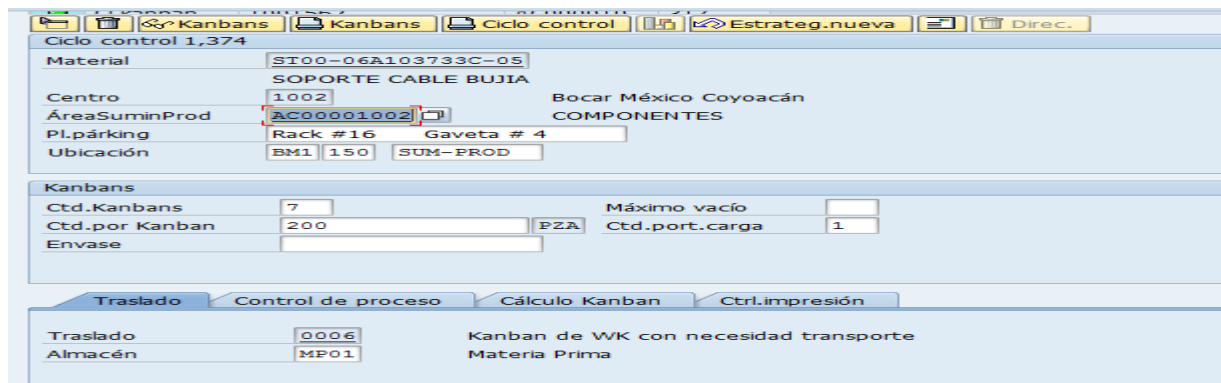 Kanbans Kanbans Ciclo control Estrateg.nueva Direc.
Ciclo control 1,374
Material ST00-06A103733C-05
SOPORTE CABLE BUJIA
Centro 1002 Bocar México Coyoacán
ÁreaSuminProd AC00001002 COMPONENTES
Pl.párking Rack #16 Gaveta # 4
Ubicación BM1 150 SUM-PROD
Kanbans
Ctd.Kanbans 7 Máximo vacío
Ctd.por Kanban 200 PZA Ctd.port.carga 1
Envase
Traslado Control de proceso Cálculo Kanban Ctrl.impresión
Traslado 0006 Kanban de WK con necesidad transporte
Almacén MP01 Materia Prima